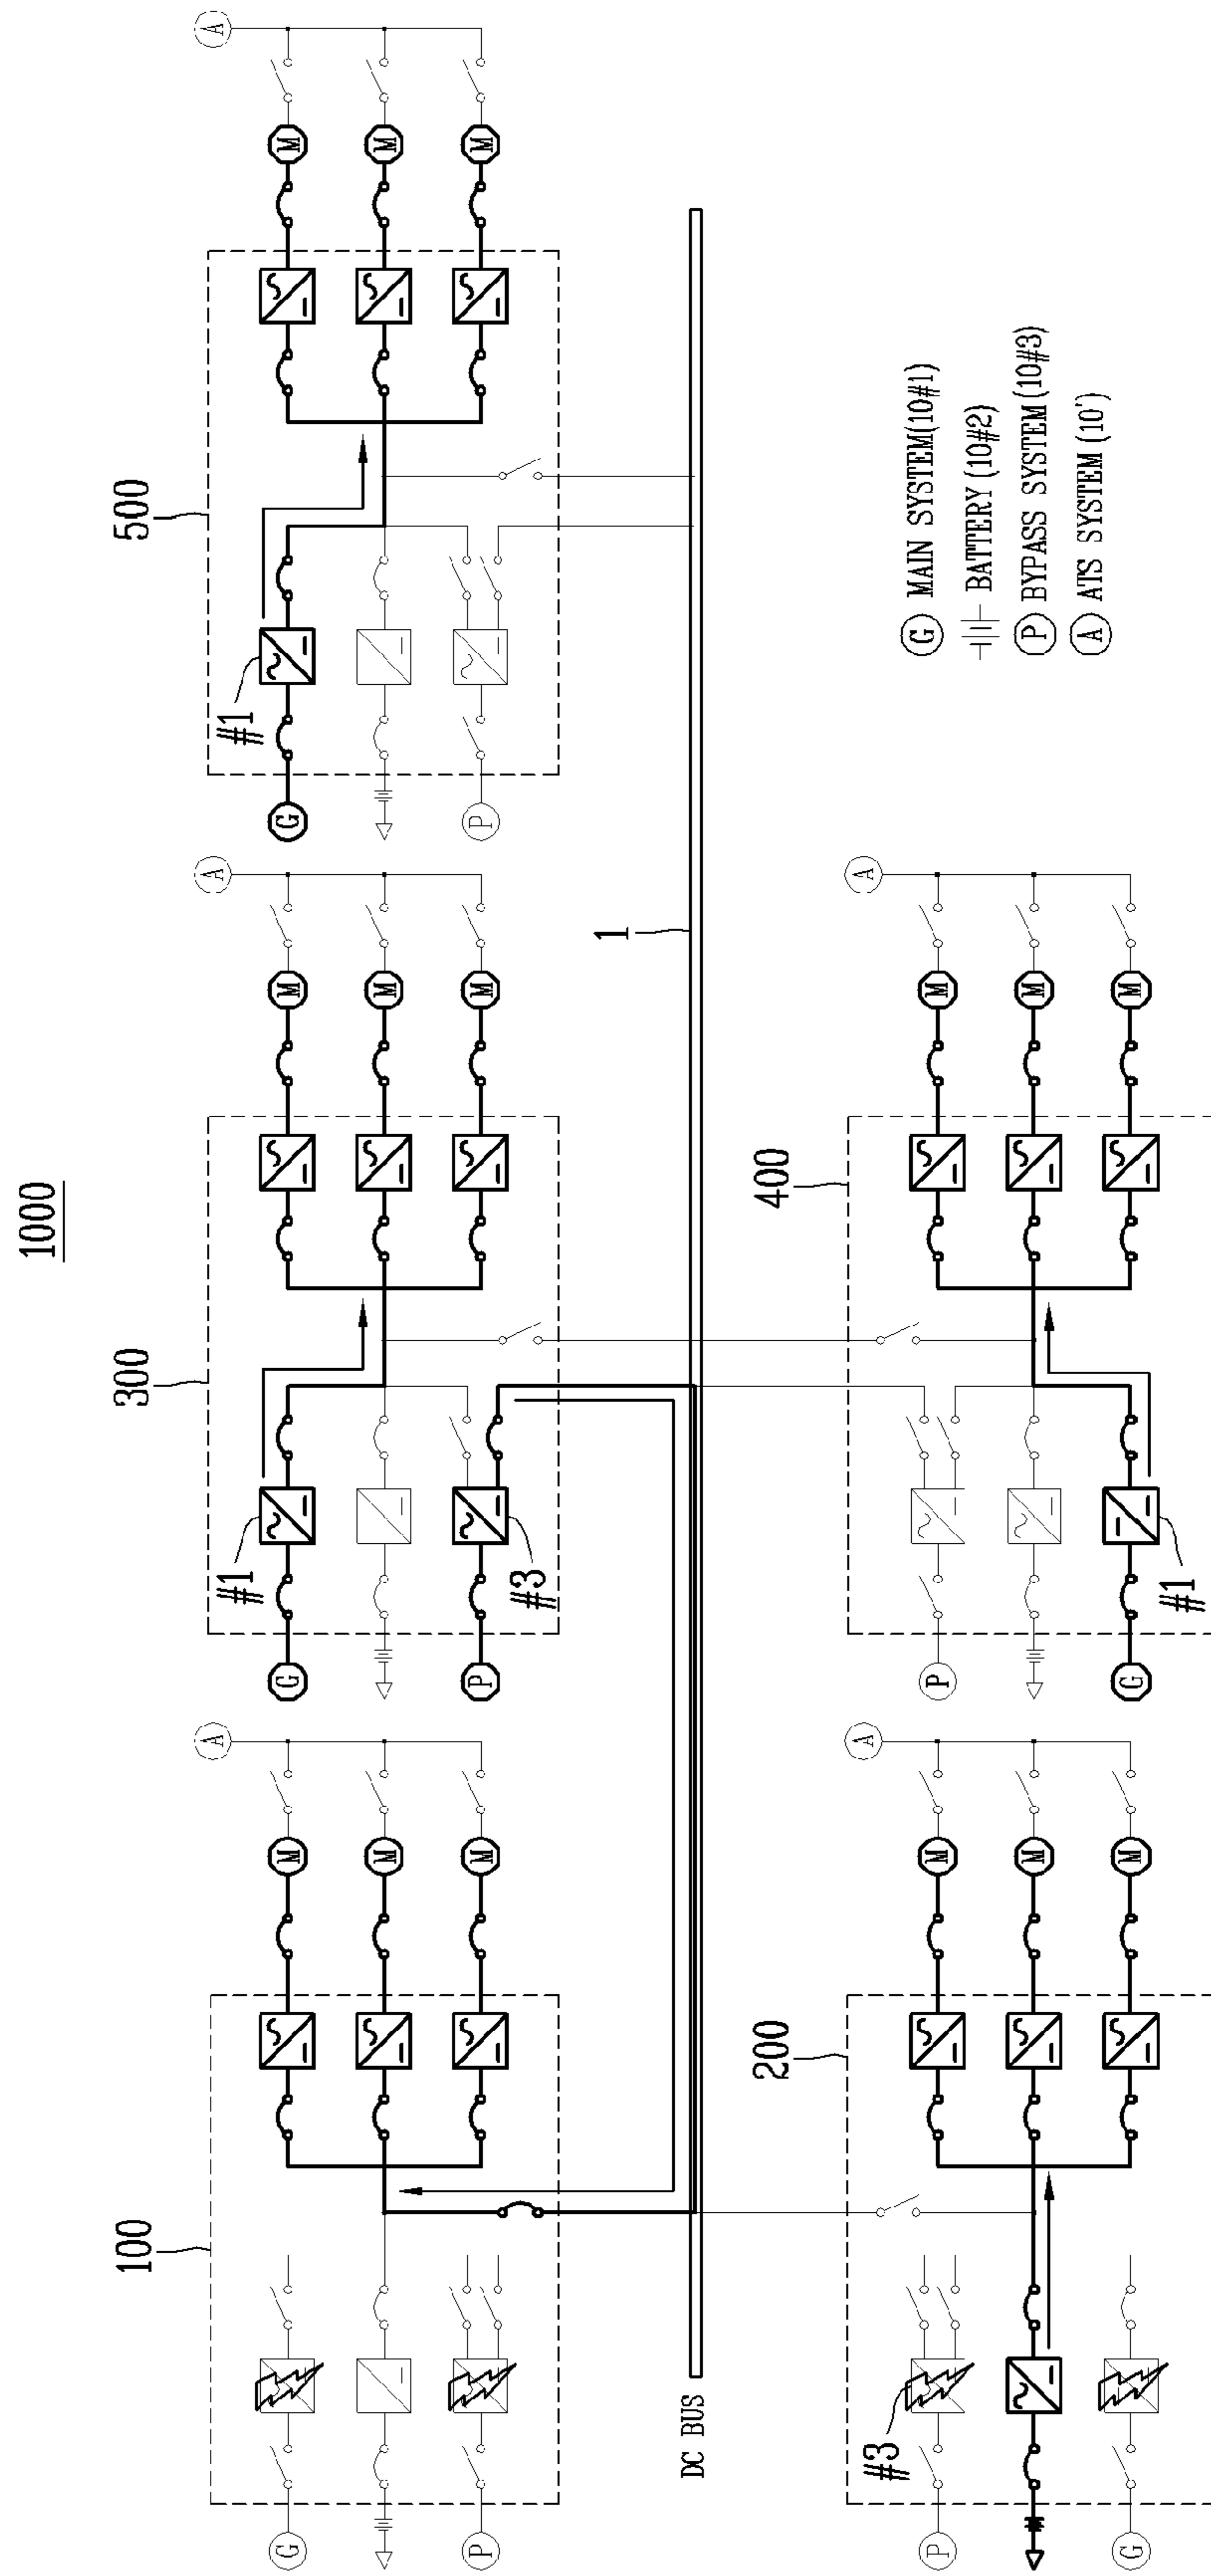 1000
100
300
500
G
P
#1
#3
#1
G
P
G
P
M
M
M
A
M
M
M
A
M
M
M
A
DC BUS
1
200
400
P
G
#3
P
G
#1
M
M
M
A
M
M
M
A
G MAIN SYSTEM(10#1)
BATTERY (10#2)
P BYPASS SYSTEM (10#3)
A ATS SYSTEM (10')